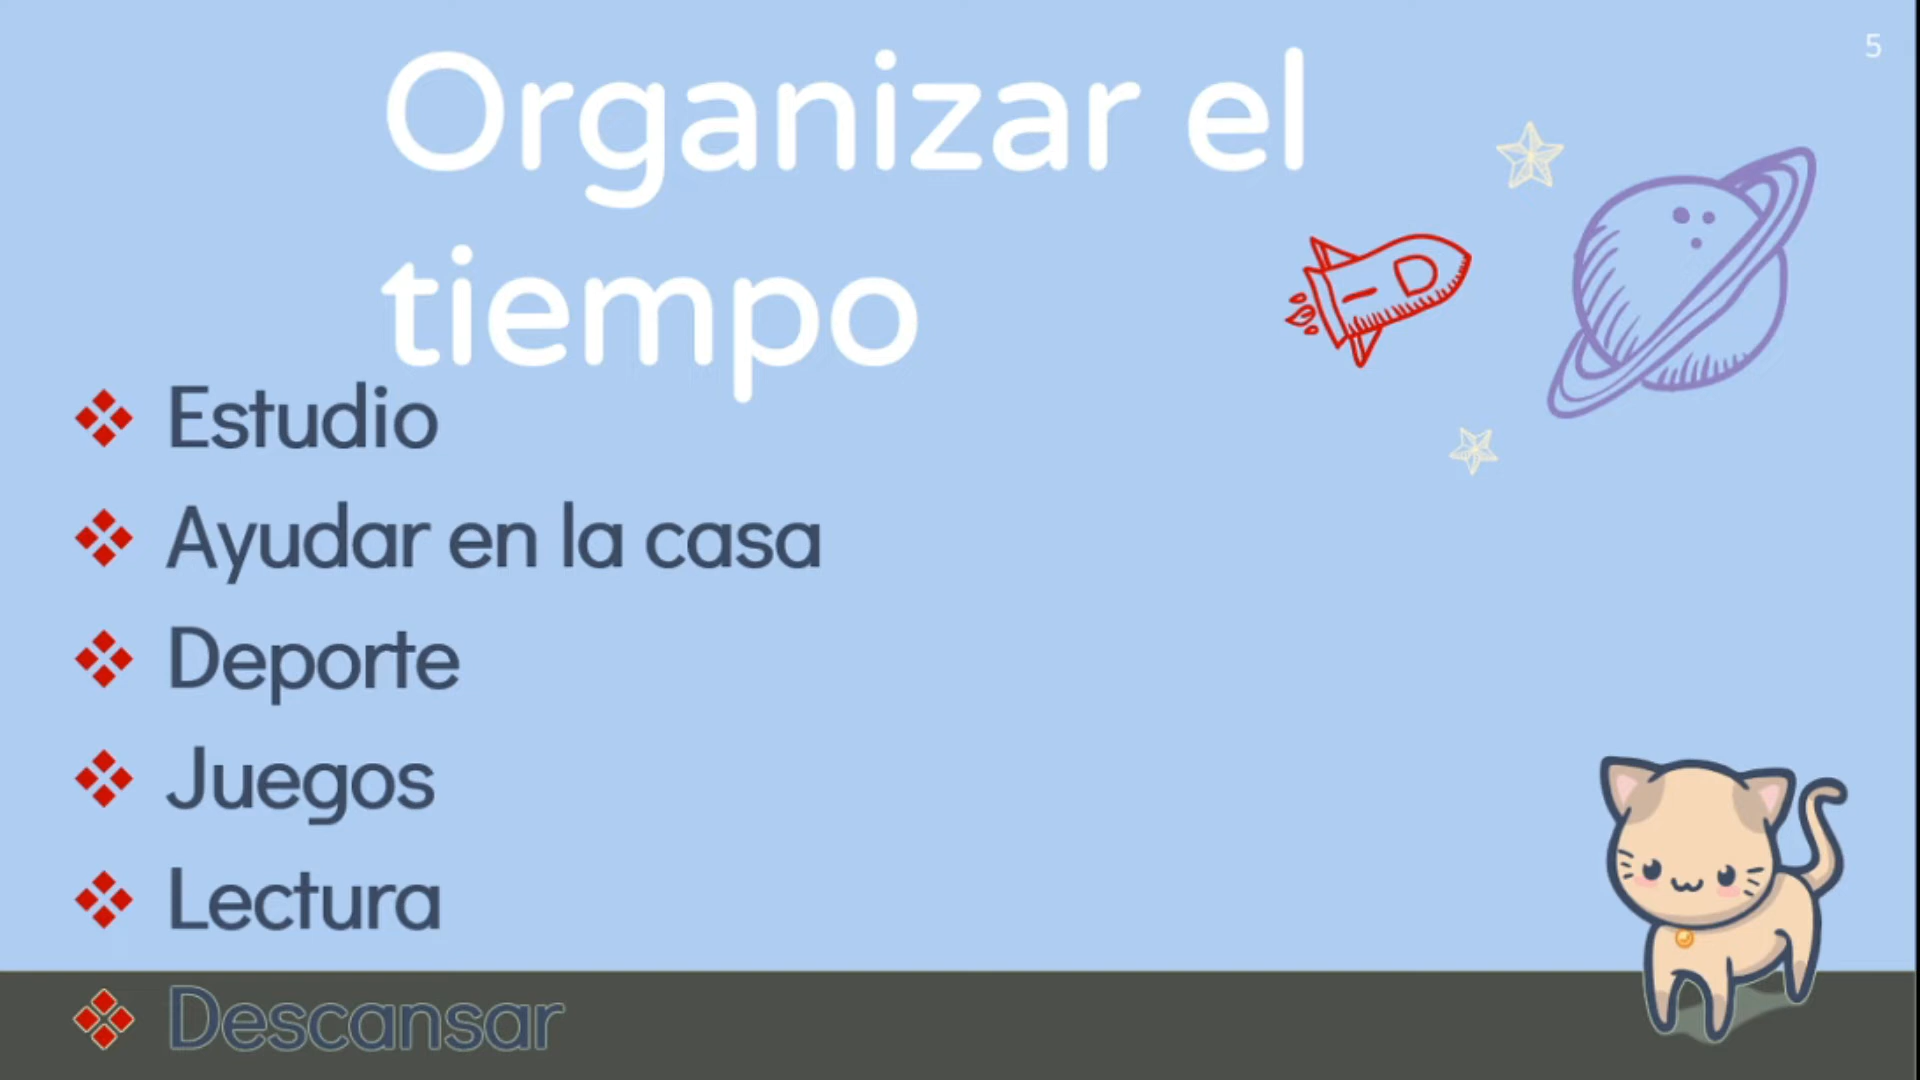 5
Organizar el
tiempo
Estudio
Ayudar en la casa
Deporte
Juegos
Lectura
Descansar